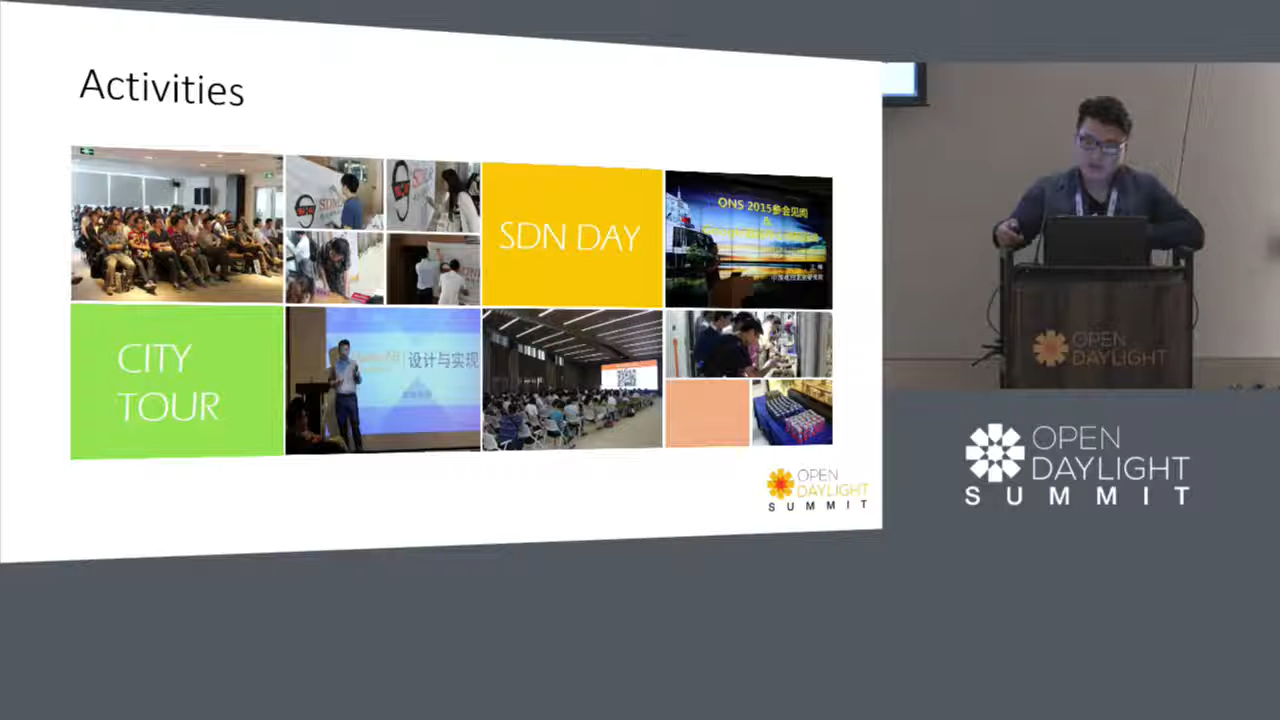 Activities
SDN DAY
ONS 2015参会见闻
&
CITY
TOUR
设计与实现
OPEN
DAYLIGHT
SUMMIT
OPEN
DAYLIGHT
OPEN
DAYLIGHT
SUMMIT